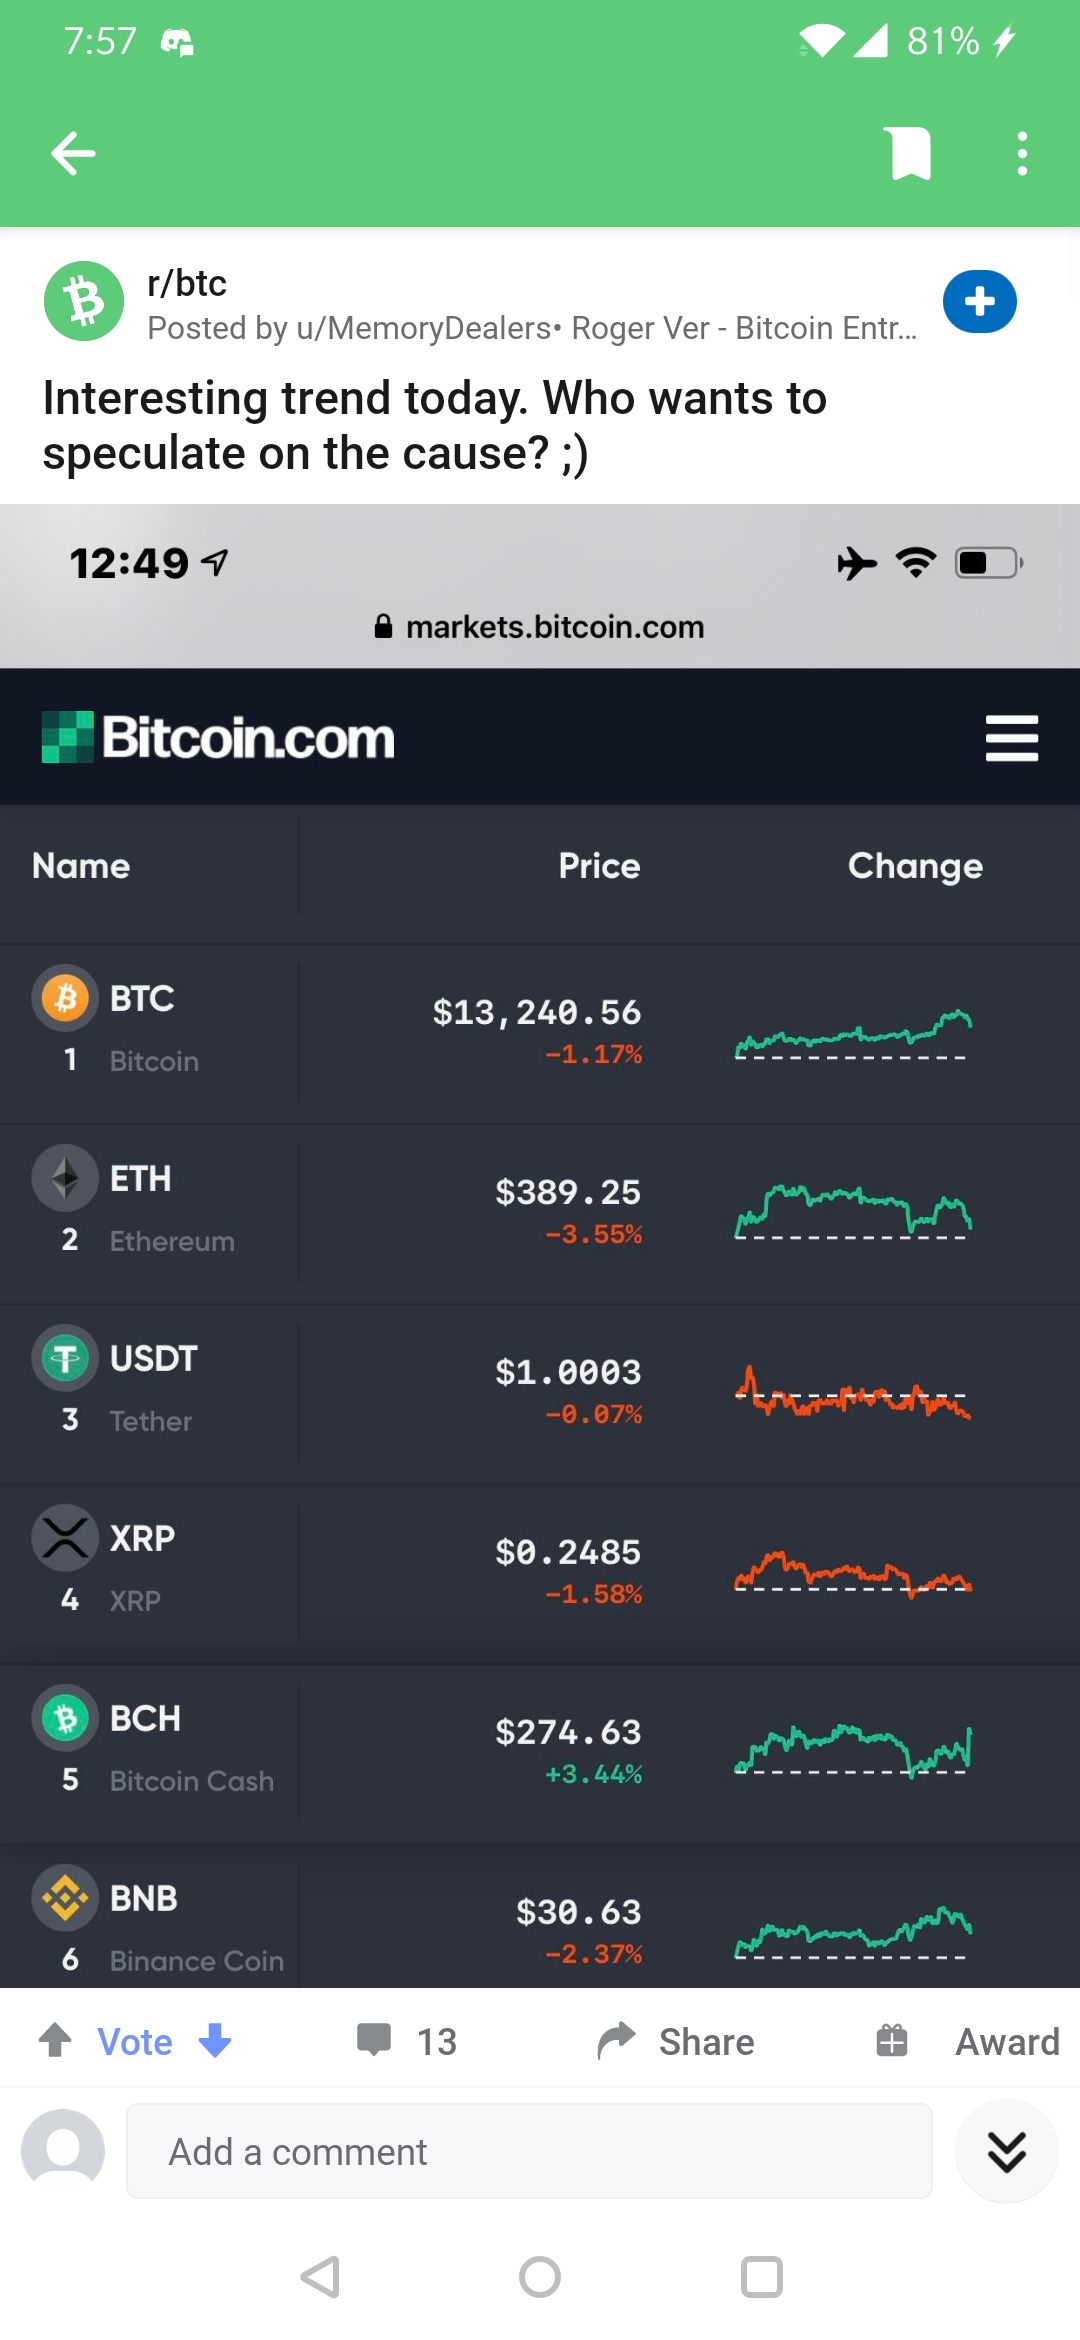 7:57
81%
r/btc
Posted by u/MemoryDealers• Roger Ver - Bitcoin Entr...
Interesting trend today. Who wants to
speculate on the cause? ;)
12:49
markets.bitcoin.com
Bitcoin.com
Name Price Change
BTC
$13,240.56
-1.17%
1 Bitcoin
ETH
$389.25
-3.55%
2 Ethereum
USDT
$1.0003
-0.07%
3 Tether
XRP
$0.2485
-1.58%
4 XRP
BCH
$274.63
+3.44%
5 Bitcoin Cash
BNB
$30.63
-2.37%
6 Binance Coin
Vote 13 Share Award
Add a comment